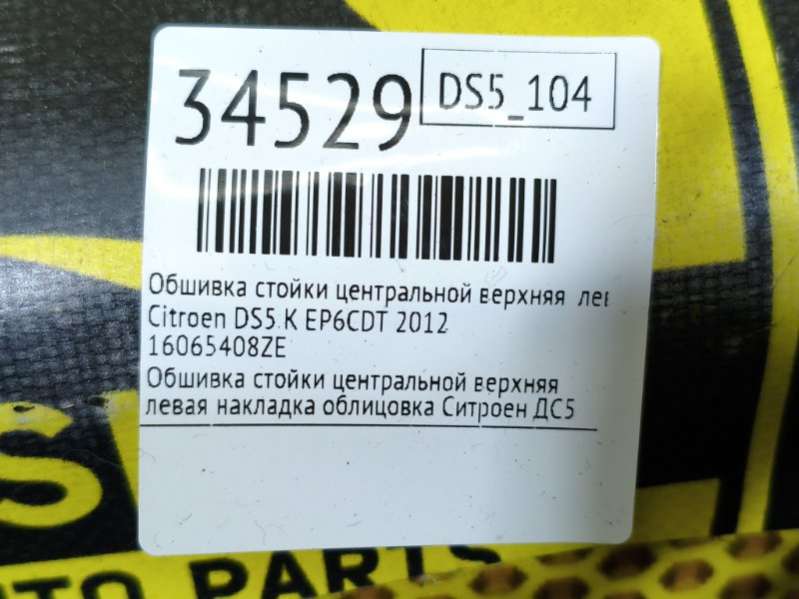 34529
DS5_104
Обшивка стойки центральной верхняя лев
Citroen DS5 K EP6CDT 2012
16065408ZE
Обшивка стойки центральной верхняя
левая накладка облицовка Ситроен ДС5
PARTS